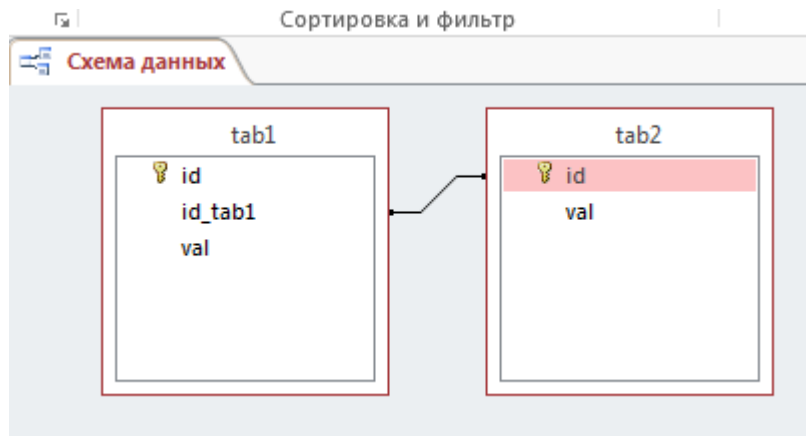 Сортировка и фильтр
Схема данных
tab1
id
id_tab1
val
tab2
id
val